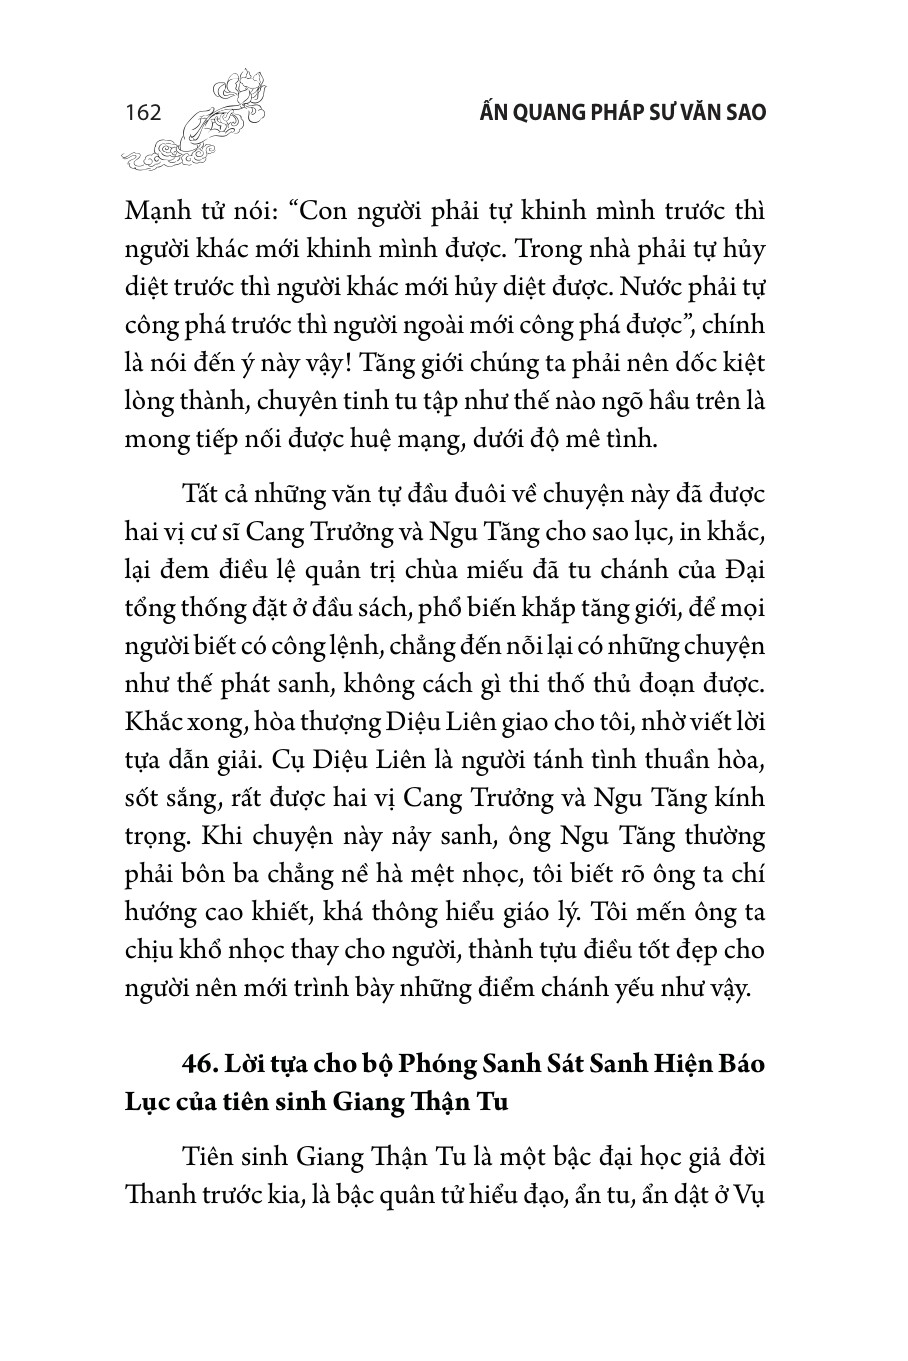 162
ẤN QUANG PHÁP SƯ VĂN SAO
Mạnh tử nói: “Con người phải tự khinh mình trước thì
người khác mới khinh mình được. Trong nhà phải tự hủy
diệt trước thì người khác mới hủy diệt được. Nước phải tự
công phá trước thì người ngoài mới công phá được”, chính
là nói đến ý này vậy! Tăng giới chúng ta phải nên dốc kiệt
lòng thành, chuyên tinh tu tập như thế nào ngõ hầu trên là
mong tiếp nối được huệ mạng, dưới độ mê tình.
Tất cả những văn tự đầu đuôi về chuyện này đã được
hai vị cư sĩ Cang Trưởng và Ngu Tăng cho sao lục, in khắc,
lại đem điều lệ quản trị chùa miếu đã tu chánh của Đại
tổng thống đặt ở đầu sách, phổ biến khắp tăng giới, để mọi
người biết có công lệnh, chẳng đến nỗi lại có những chuyện
như thế phát sanh, không cách gì thi thố thủ đoạn được.
Khắc xong, hòa thượng Diệu Liên giao cho tôi, nhờ viết lời
tựa dẫn giải. Cụ Diệu Liên là người tánh tình thuần hòa,
sốt sắng, rất được hai vị Cang Trưởng và Ngu Tăng kính
trọng. Khi chuyện này nảy sanh, ông Ngu Tăng thường
phải bôn ba chẳng nề hà mệt nhọc, tôi biết rõ ông ta chí
hướng cao khiết, khá thông hiểu giáo lý. Tôi mến ông ta
chịu khổ nhọc thay cho người, thành tựu điều tốt đẹp cho
người nên mới trình bày những điểm chánh yếu như vậy.
46. Lời tựa cho bộ Phóng Sanh Sát Sanh Hiện Báo
Lục của tiên sinh Giang Thận Tu
Tiên sinh Giang Thận Tu là một bậc đại học giả đời
Thanh trước kia, là bậc quân tử hiểu đạo, ẩn tu, ẩn dật ở Vụ